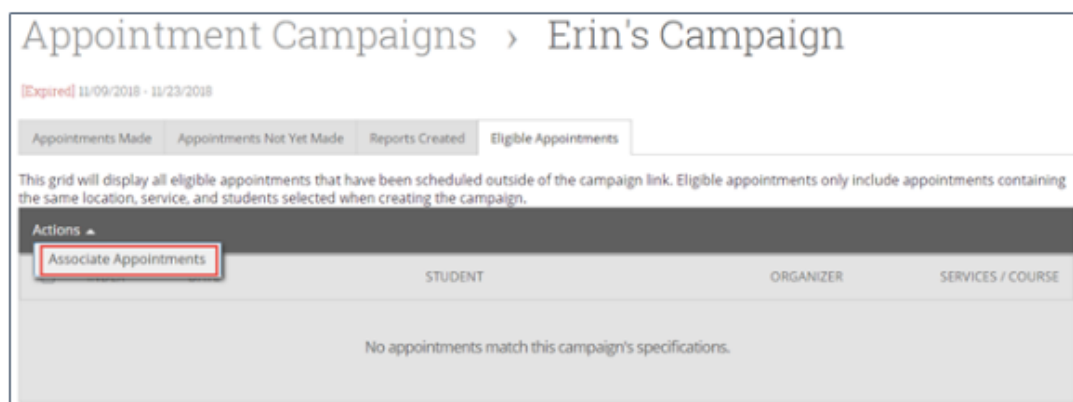 Appointment Campaigns › Erin's Campaign
[Expired] 11/09/2018 - 11/23/2018
Appointments Made Appointments Not Yet Made Reports Created Eligible Appointments
This grid will display all eligible appointments that have been scheduled outside of the campaign link. Eligible appointments only include appointments containing
the same location, service, and students selected when creating the campaign.
Actions
Associate Appointments
STUDENT ORGANIZER SERVICES / COURSE
No appointments match this campaign's specifications.